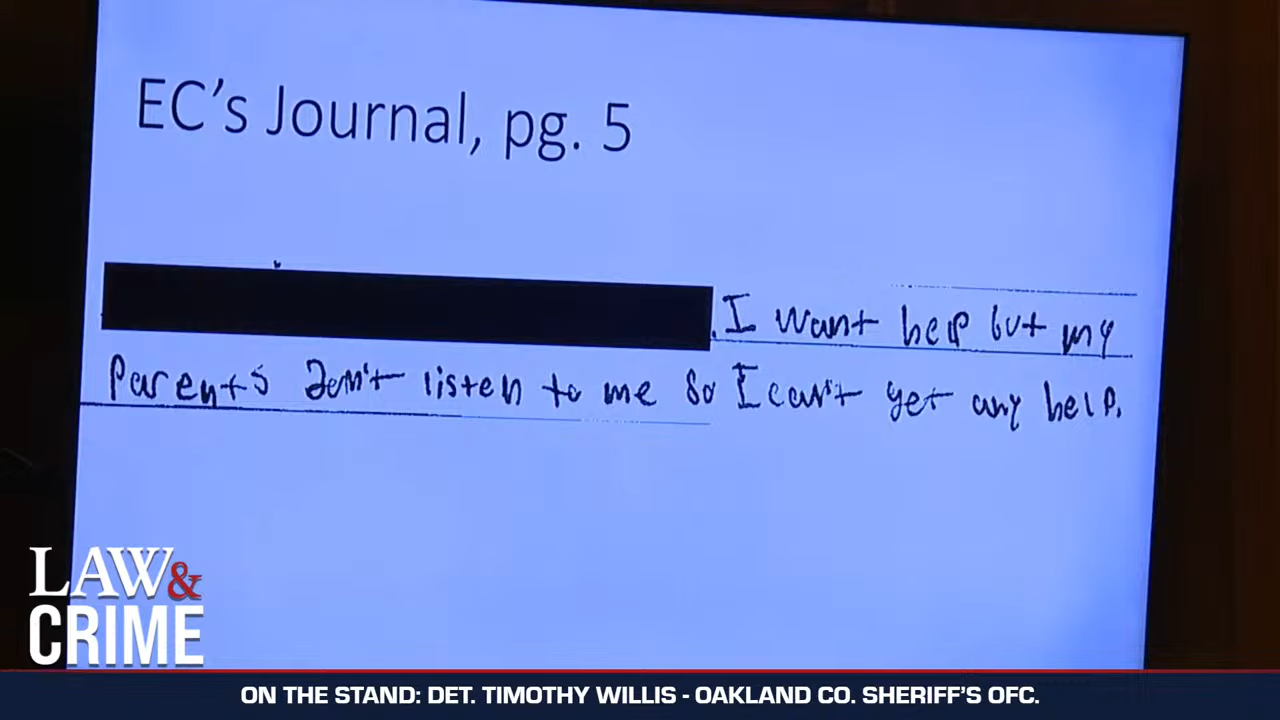 EC's Journal, pg. 5
. I want help but my
Parents don't listen to me so I can't get any help.
LAW&
CRIME
ON THE STAND: DET. TIMOTHY WILLIS - OAKLAND CO. SHERIFF'S OFC.